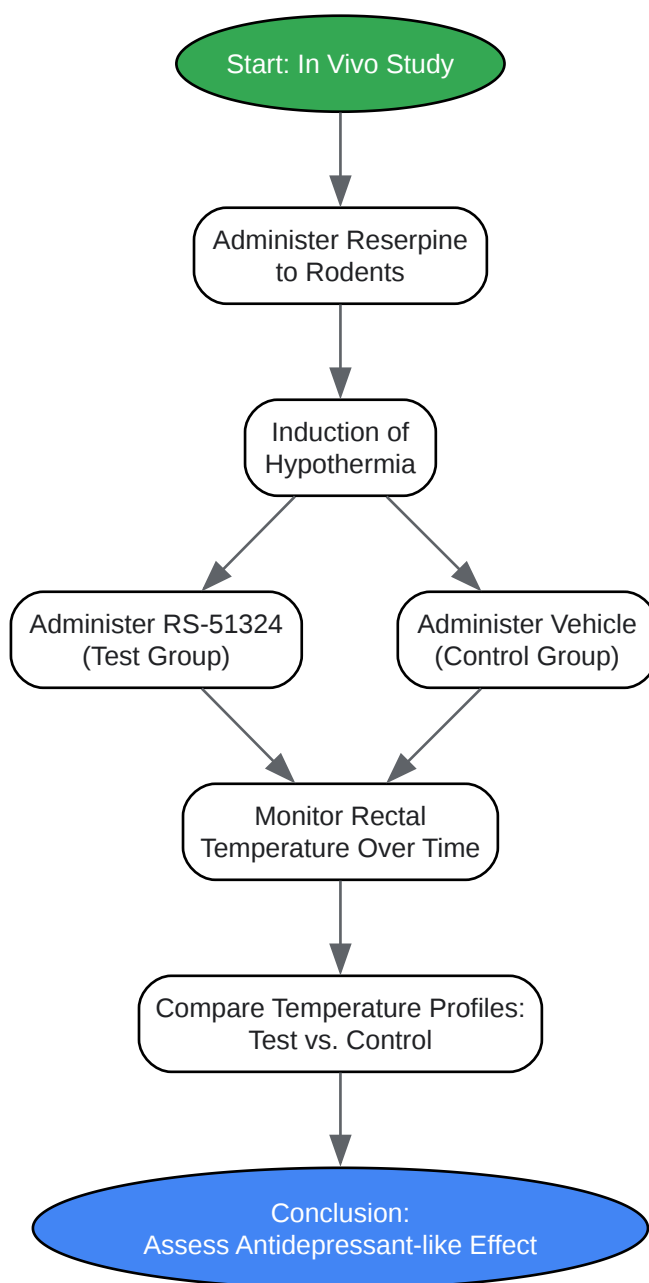 Start: In Vivo Study
Administer Reserpine
to Rodents
Induction of
Hypothermia
Administer RS-51324
(Test Group)
Administer Vehicle
(Control Group)
Monitor Rectal
Temperature Over Time
Compare Temperature Profiles:
Test vs. Control
Conclusion:
Assess Antidepressant-like Effect